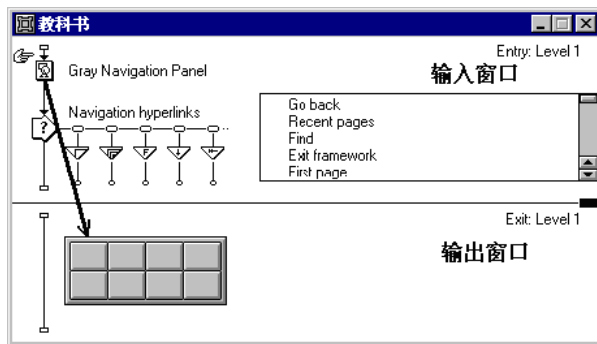 教科书
Entry: Level 1
输入窗口
Gray Navigation Panel
Navigation hyperlinks
?
Go back
Recent pages
Find
Exit framework
First page
F
Exit: Level 1
输出窗口